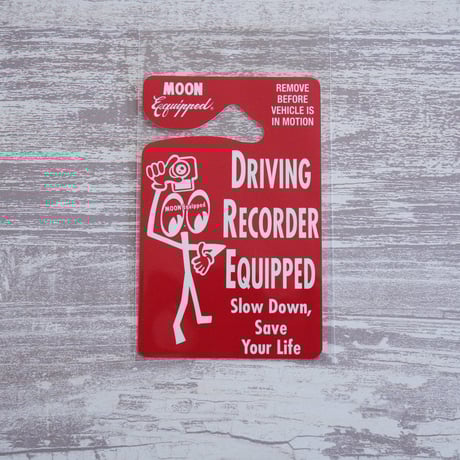 MOON
Equipped.
REMOVE
BEFORE
VEHICLE IS
IN MOTION
MOON Equipped
DRIVING
RECORDER
EQUIPPED
Slow Down,
Save
Your Life